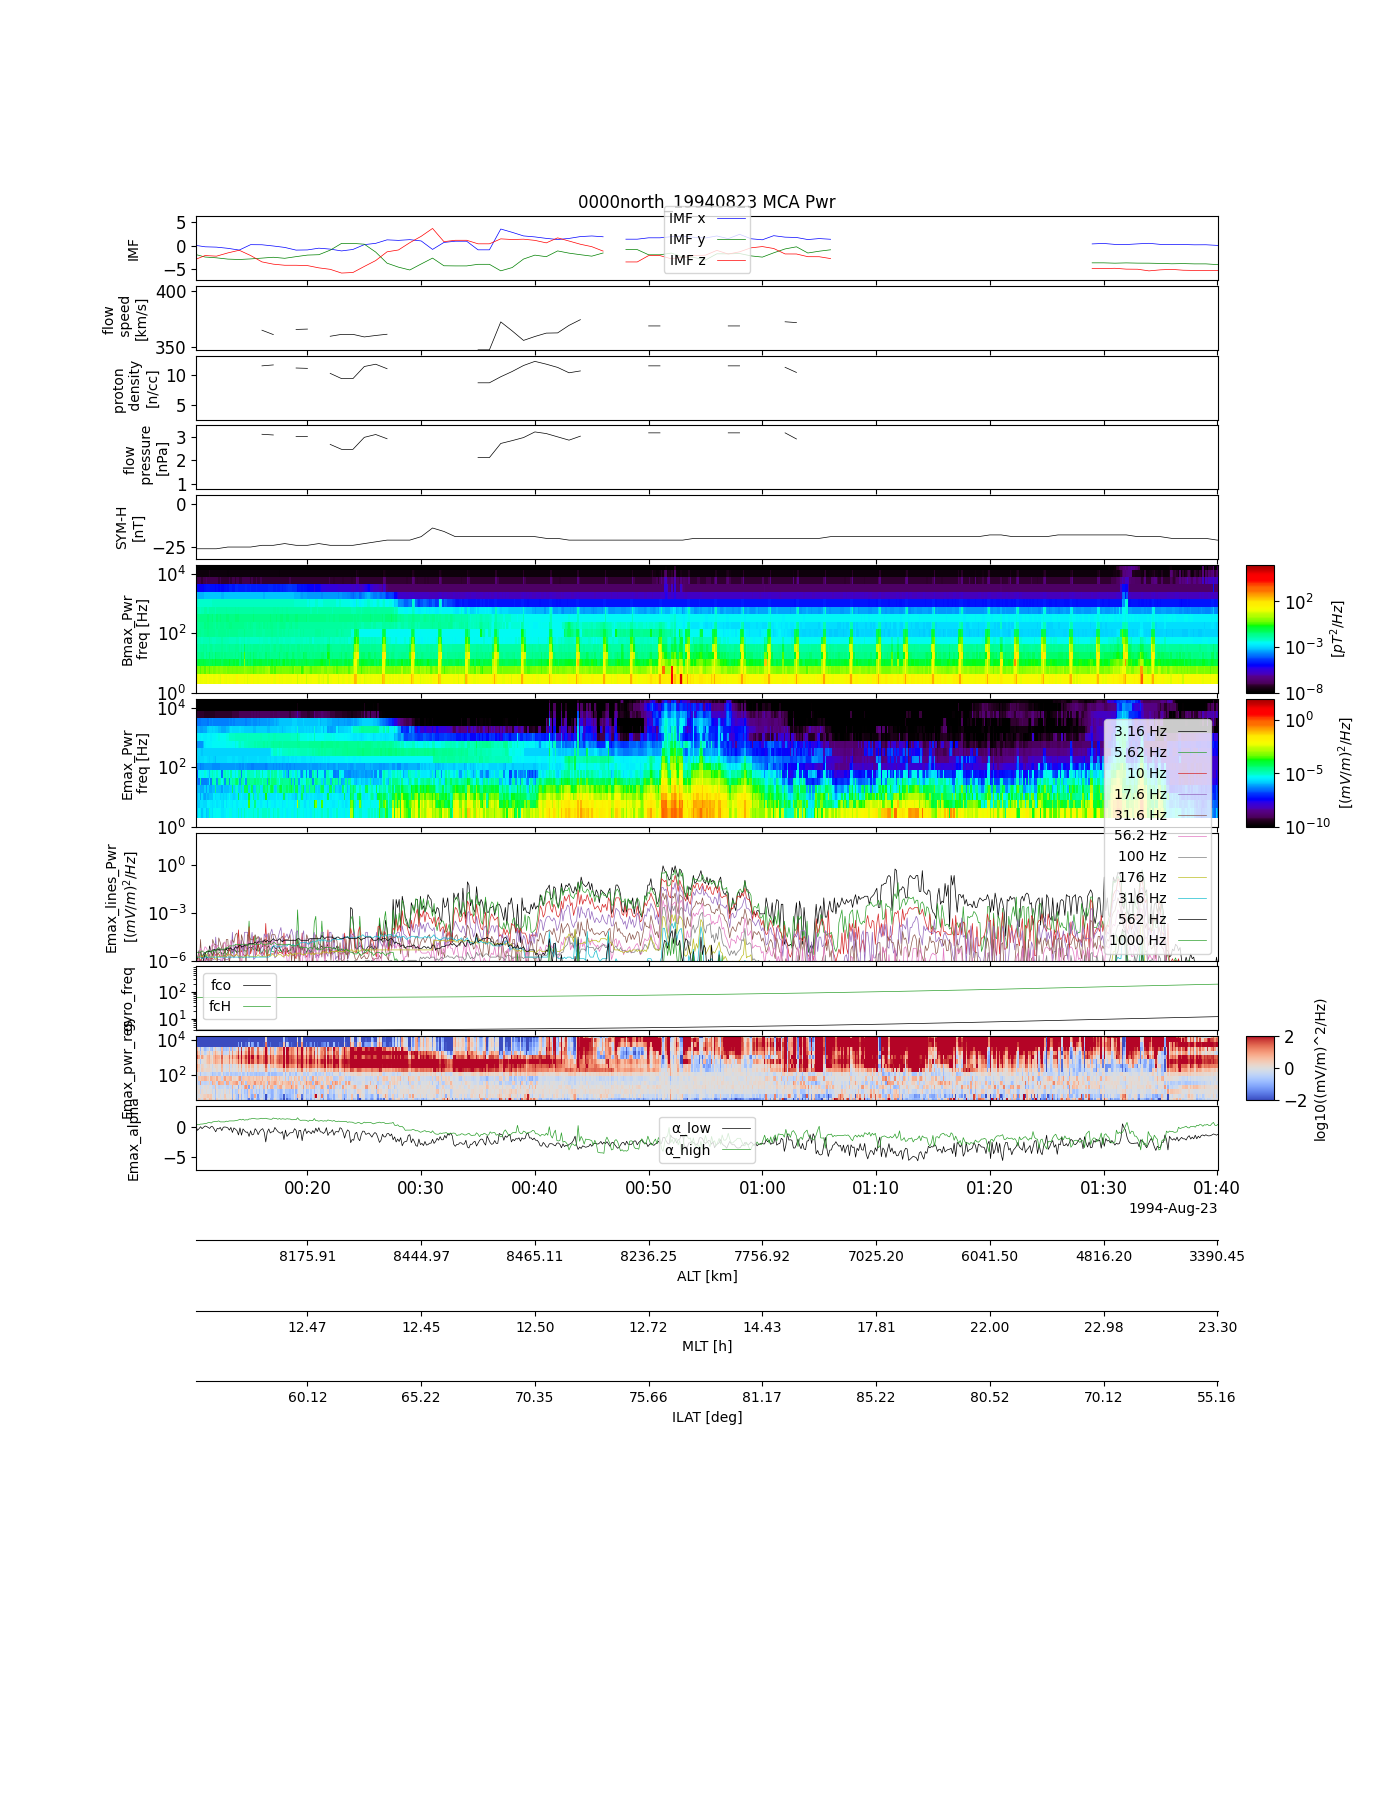 0000north_19940823 MCA Pwr
IMF
5
0
−5
IMF x
IMF y
IMF z
flow
speed
[km/s]
400
350
proton
density
[n/cc]
10
5
flow
pressure
[nPa]
3
2
1
SYM-H
[nT]
0
−25
Bmax_Pwr
freq [Hz]
10^4
10^2
10^0
10^2
10^−3
10^−8
[pT^2/Hz]
Emax_Pwr
freq [Hz]
10^4
10^2
10^0
10^0
10^−5
10^−10
[(mV/m)^2/Hz]
3.16 Hz
5.62 Hz
10 Hz
17.6 Hz
31.6 Hz
56.2 Hz
100 Hz
176 Hz
316 Hz
562 Hz
1000 Hz
Emax_lines_Pwr
[(mV/m)^2/Hz]
10^0
10^−3
10^−6
10^2
10^1
fco
fcH
10^4
10^2
2
0
−2
log10((mV/m)^2/Hz)
Emax_alpha
0
−5
α_low
α_high
00:20 00:30 00:40 00:50 01:00 01:10 01:20 01:30 01:40
1994-Aug-23
8175.91 8444.97 8465.11 8236.25 7756.92 7025.20 6041.50 4816.20 3390.45
ALT [km]
12.47 12.45 12.50 12.72 14.43 17.81 22.00 22.98 23.30
MLT [h]
60.12 65.22 70.35 75.66 81.17 85.22 80.52 70.12 55.16
ILAT [deg]